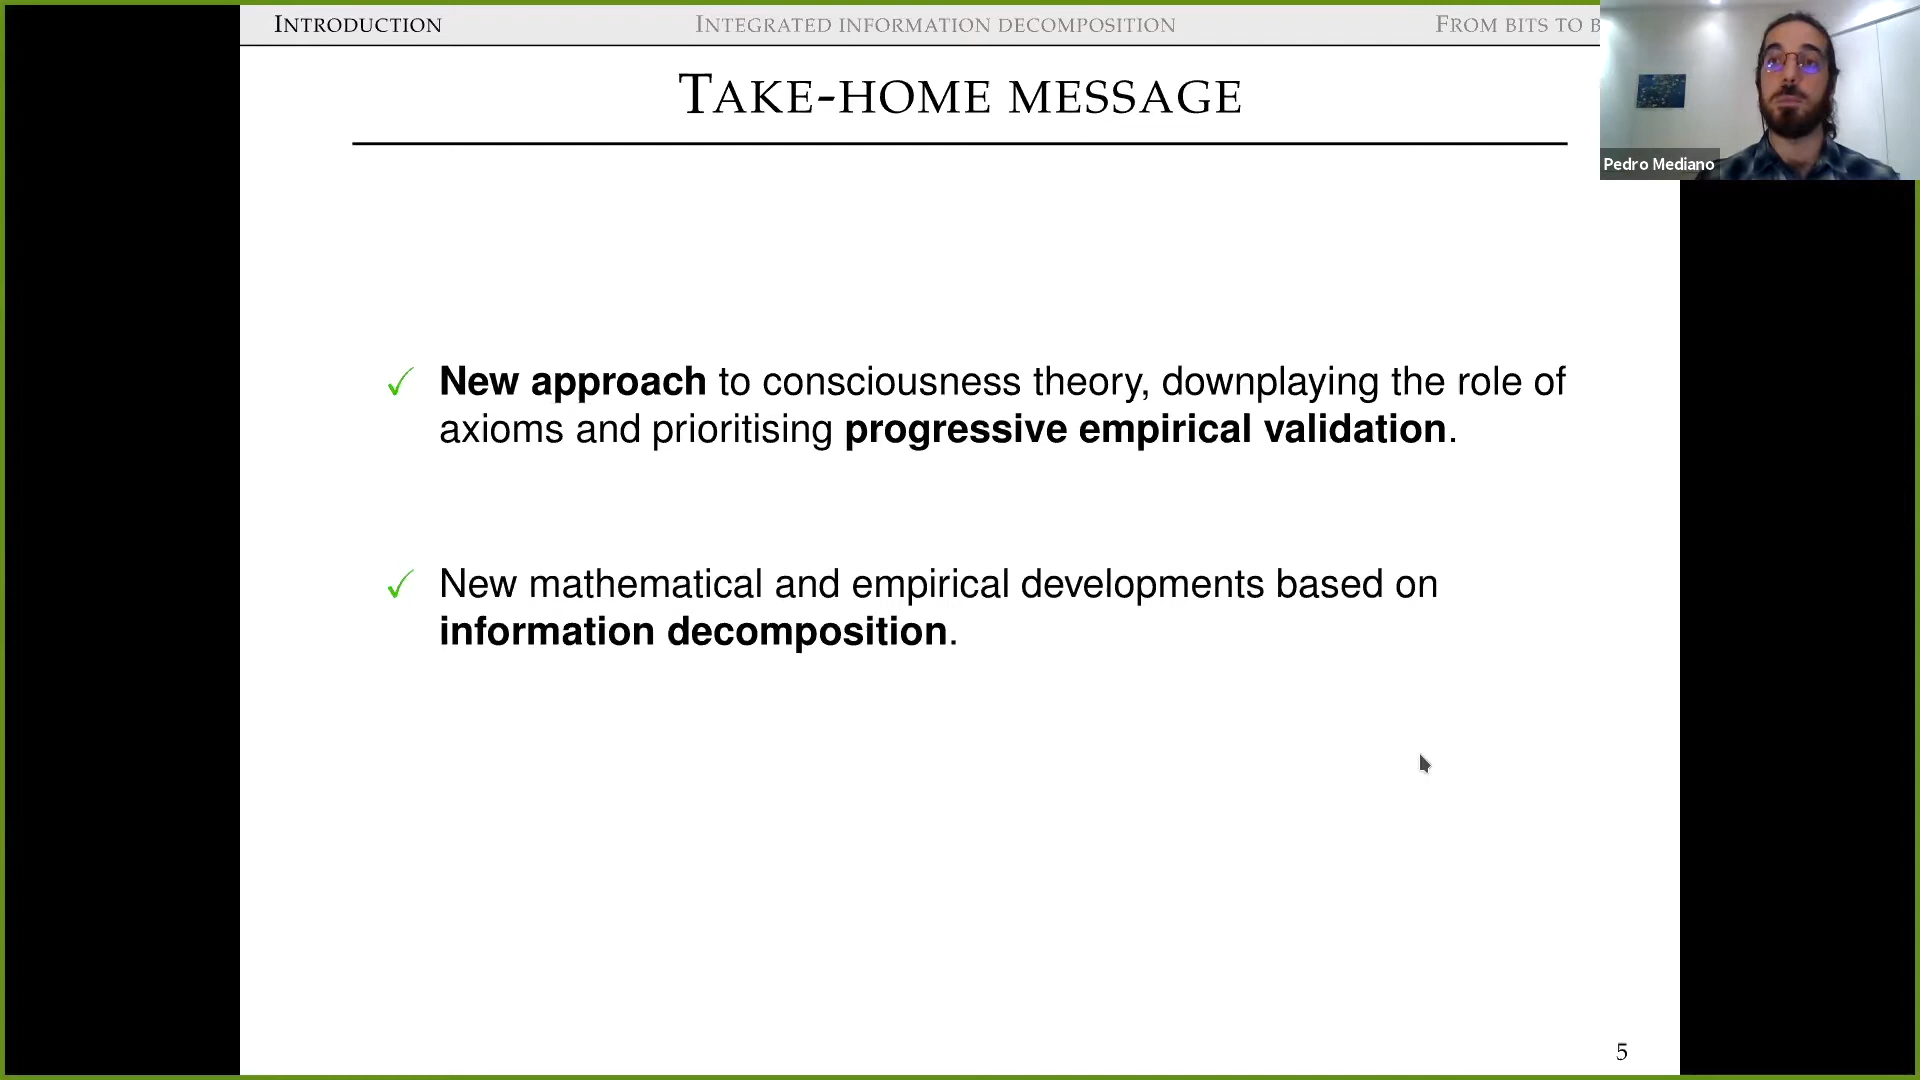 INTRODUCTION
INTEGRATED INFORMATION DECOMPOSITION
FROM BITS TO B
TAKE-HOME MESSAGE
Pedro Mediano
✓ New approach to consciousness theory, downplaying the role of
axioms and prioritising progressive empirical validation.
✓ New mathematical and empirical developments based on
information decomposition.
5